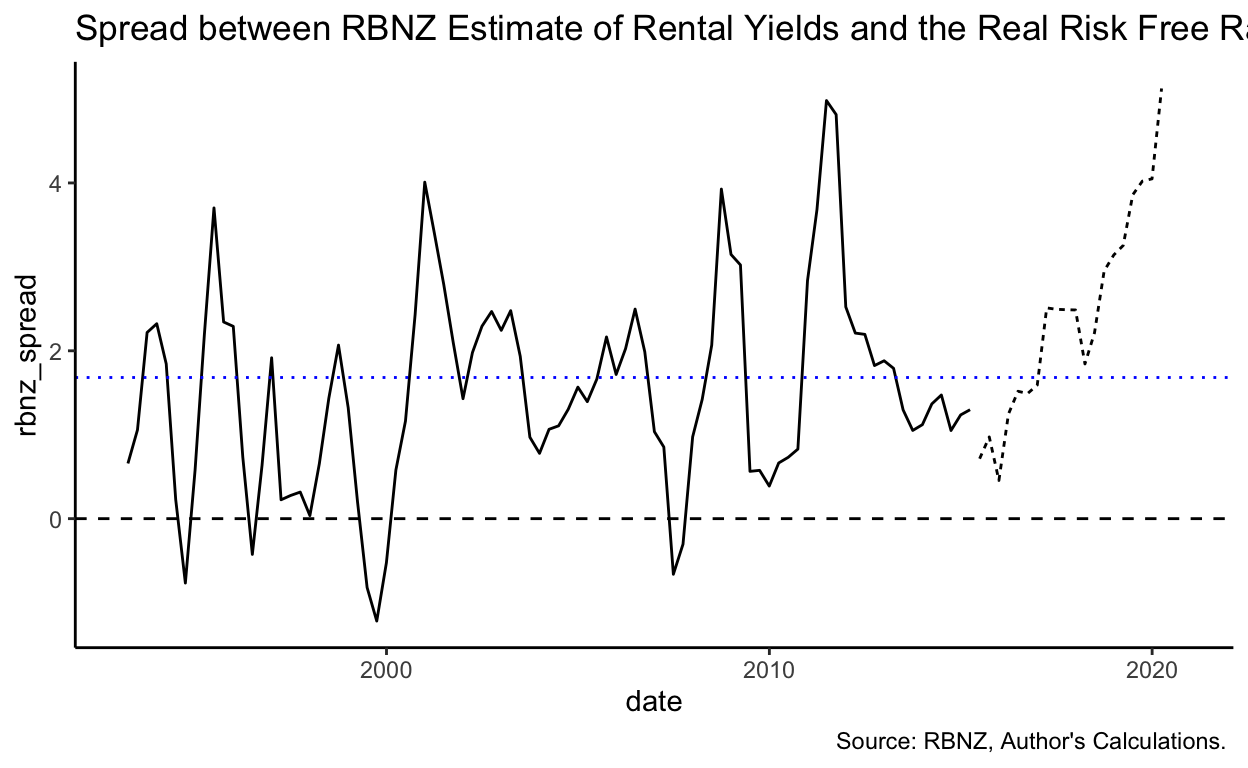 Spread between RBNZ Estimate of Rental Yields and the Real Risk Free Ra
rbnz_spread
4
2
0
2000
2010
2020
date
Source: RBNZ, Author's Calculations.